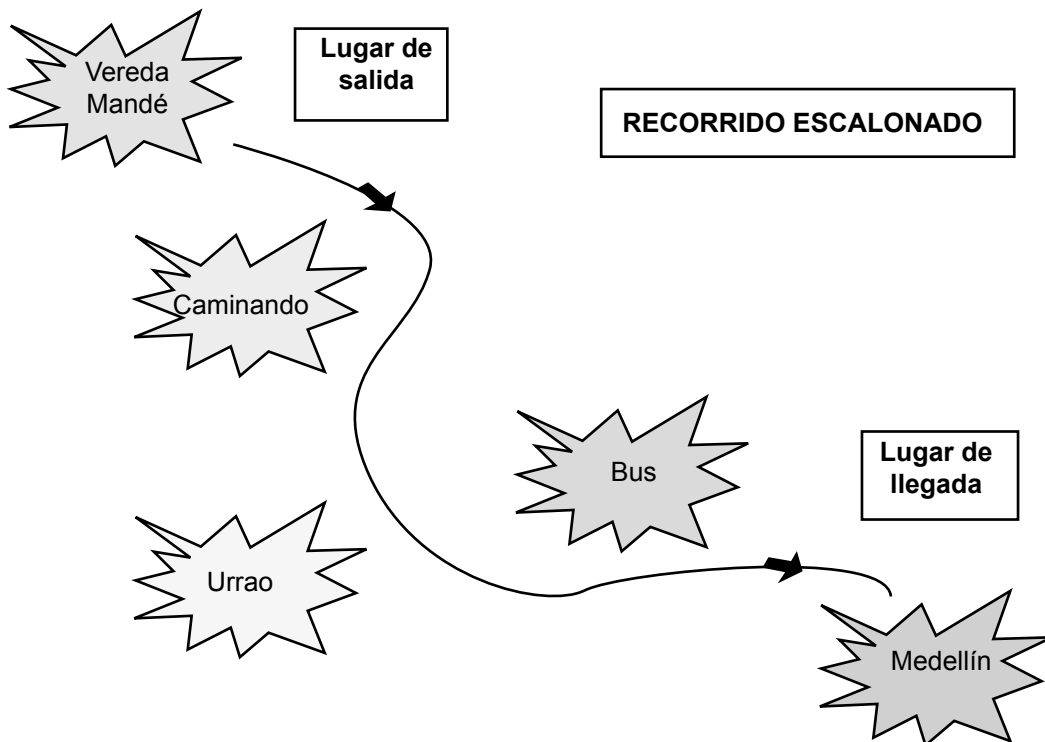 Vereda
Mandé
Lugar de
salida
RECORRIDO ESCALONADO
Caminando
Bus
Lugar de
llegada
Urrao
Medellín